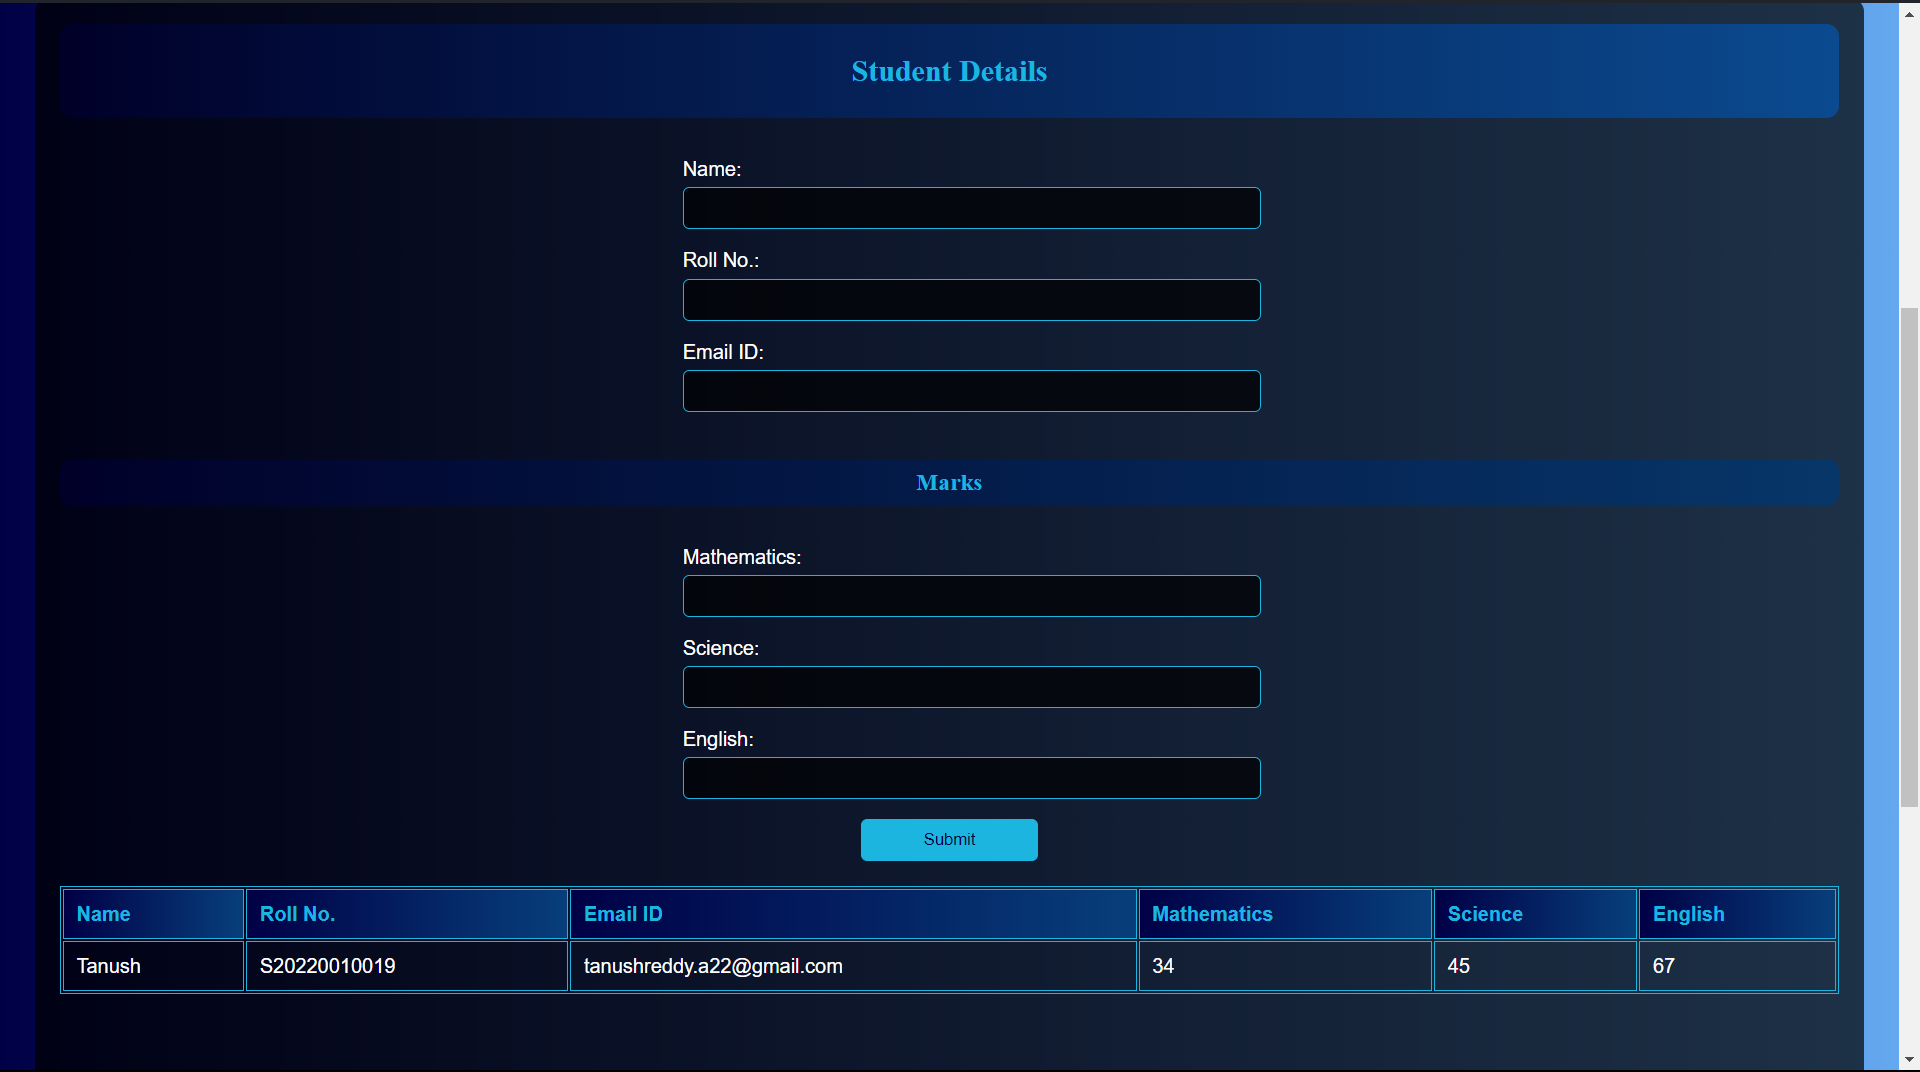 Student Details
Name:
Roll No.:
Email ID:
Marks
Mathematics:
Science:
English:
Submit
Name Roll No. Email ID Mathematics Science English
Tanush S20220010019 tanushreddy.a22@gmail.com 34 45 67